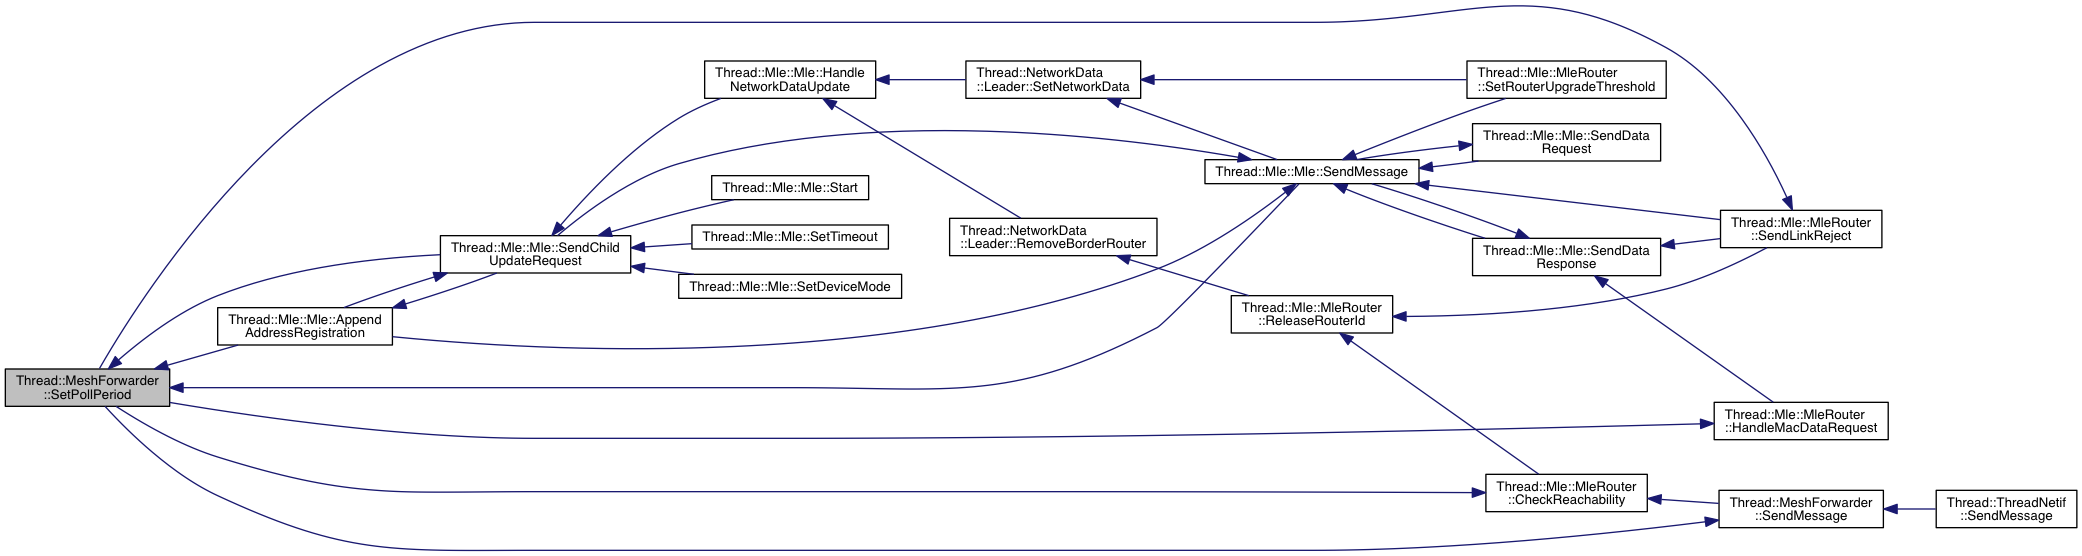 Thread::MeshForwarder
::SetPollPeriod
Thread::Mle::Mle::Append
AddressRegistration
Thread::Mle::Mle::SendChild
UpdateRequest
Thread::Mle::Mle::Handle
NetworkDataUpdate
Thread::Mle::Mle::Start
Thread::Mle::Mle::SetTimeout
Thread::Mle::Mle::SetDeviceMode
Thread::NetworkData
::Leader::SetNetworkData
Thread::NetworkData
::Leader::RemoveBorderRouter
Thread::Mle::Mle::SendMessage
Thread::Mle::MleRouter
::ReleaseRouterId
Thread::Mle::MleRouter
::SetRouterUpgradeThreshold
Thread::Mle::Mle::SendData
Request
Thread::Mle::Mle::SendData
Response
Thread::Mle::MleRouter
::CheckReachability
Thread::Mle::MleRouter
::SendLinkReject
Thread::Mle::MleRouter
::HandleMacDataRequest
Thread::MeshForwarder
::SendMessage
Thread::ThreadNetif
::SendMessage